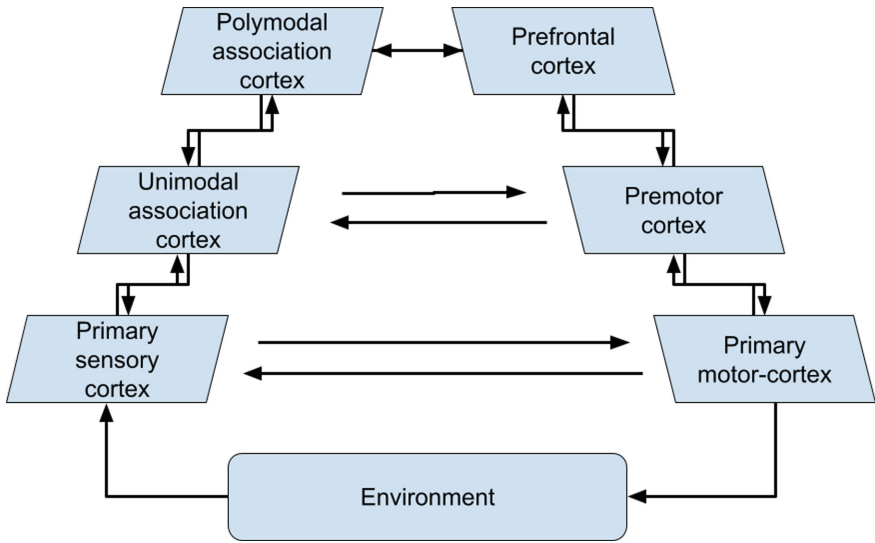 Polymodal
association
cortex
Prefrontal
cortex
Unimodal
association
cortex
Premotor
cortex
Primary
sensory
cortex
Primary
motor-cortex
Environment